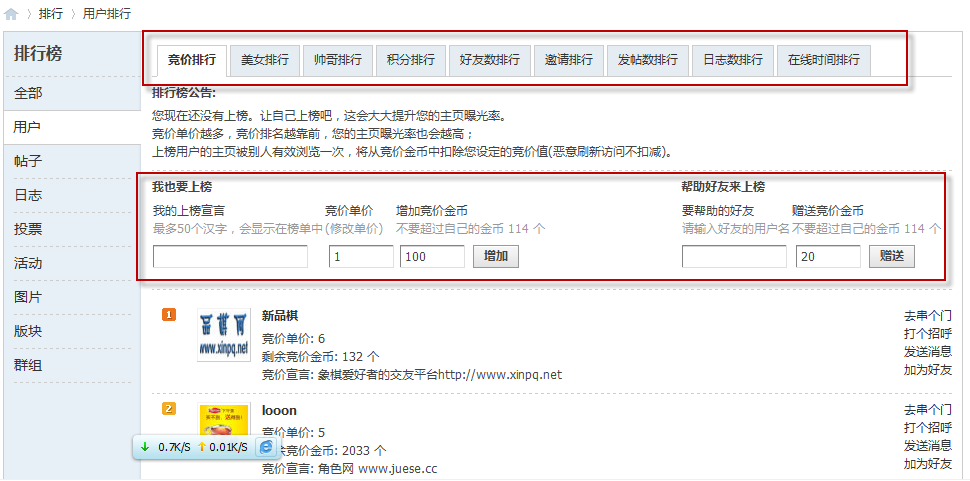 排行 > 用户排行
排行榜
全部
用户
帖子
日志
投票
活动
图片
版块
群组
竞价排行 美女排行 帅哥排行 积分排行 好友数排行 邀请排行 发帖数排行 日志数排行 在线时间排行
排行榜公告:
您现在还没有上榜。让自己上榜吧，这会大大提升您的主页曝光率。
竞价单价越多，竞价排名越靠前，您的主页曝光率也会越高；
上榜用户的主页被别人有效浏览一次，将从竞价金币中扣除您设定的竞价值(恶意刷新访问不扣减)。
我也要上榜
我的上榜宣言 竞价单价 增加竞价金币
最多50个汉字，会显示在榜单中 (修改单价) 不要超过自己的金币 114 个
1 100 增加
帮助好友来上榜
要帮助的好友 赠送竞价金币
请输入好友的用户名 不要超过自己的金币 114 个
20 赠送
1
品棋网
www.xinpq.net
新品棋
竞价单价: 6
剩余竞价金币: 132 个
竞价宣言: 象棋爱好者的交友平台http://www.xinpq.net
去串个门
打个招呼
发送消息
加为好友
2
looon
竞价单价: 5
余竞价金币: 2033 个
竞价宣言: 角色网 www.juese.cc
去串个门
打个招呼
发送消息
加为好友
0.7K/S 0.01K/S